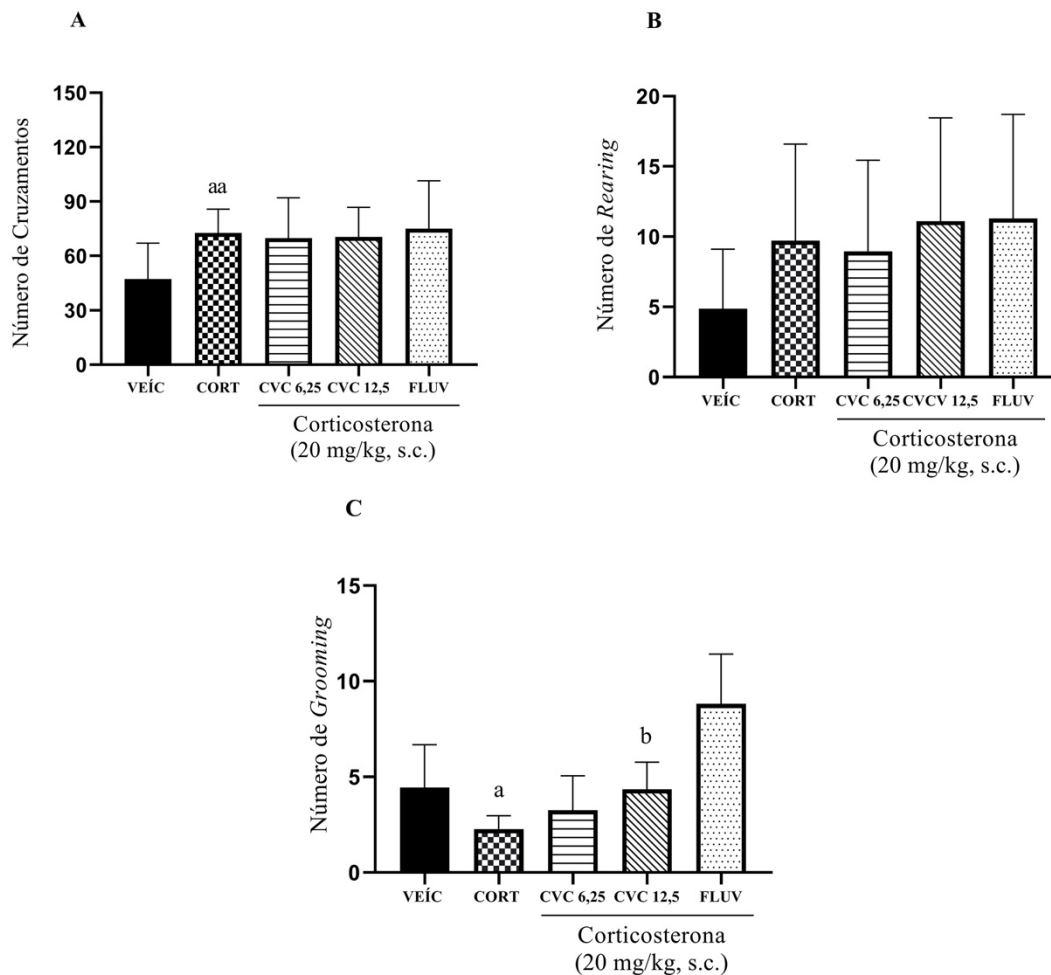 A
Número de Cruzamentos
150
120
90
60
30
0
aa
VEÍC CORT CVC 6,25 CVC 12,5 FLUV
Corticosterona
(20 mg/kg, s.c.)
B
Número de Rearing
20
15
10
5
0
VEÍC CORT CVC 6,25 CVCV 12,5 FLUV
Corticosterona
(20 mg/kg, s.c.)
C
Número de Grooming
15
10
5
0
a
b
VEÍC CORT CVC 6,25 CVC 12,5 FLUV
Corticosterona
(20 mg/kg, s.c.)